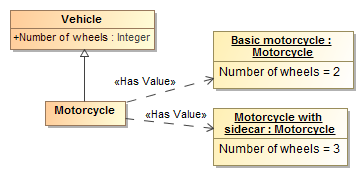 Vehicle
+Number of wheels : Integer
Basic motorcycle :
Motorcycle
Number of wheels = 2
«Has Value»
Motorcycle
«Has Value»
Motorcycle with
sidecar : Motorcycle
Number of wheels = 3